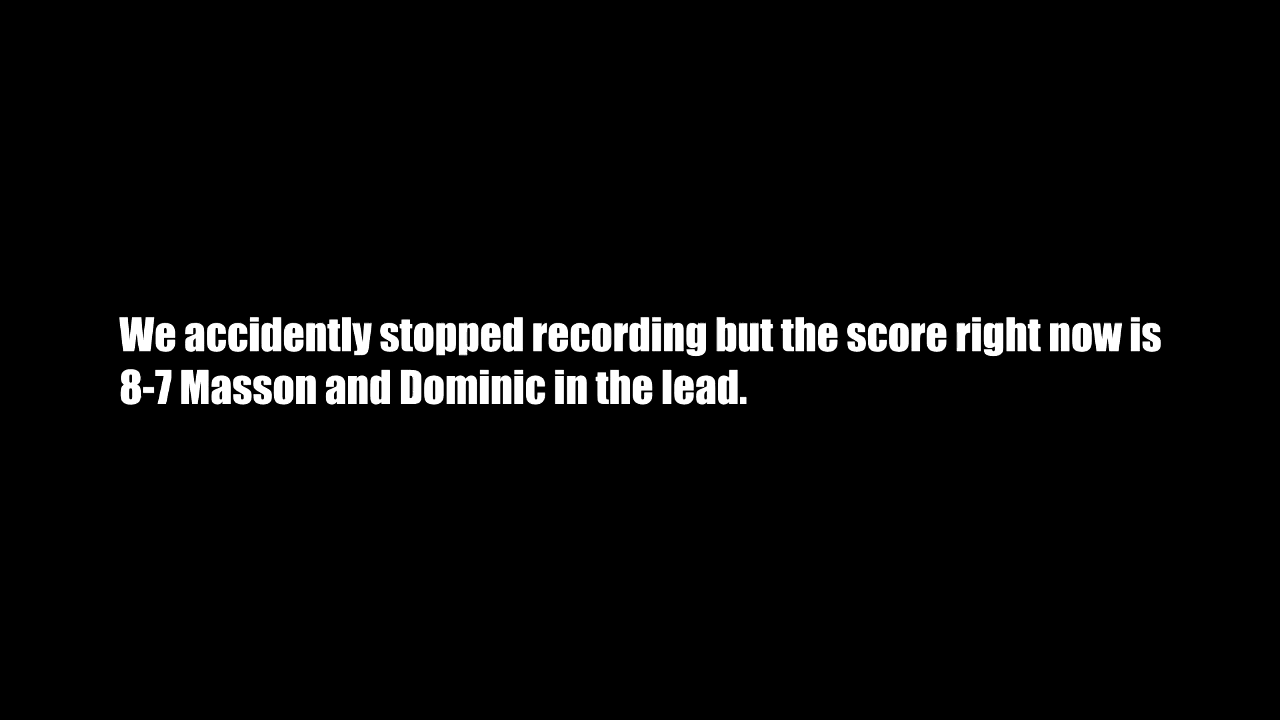 We accidently stopped recording but the score right now is
8-7 Masson and Dominic in the lead.